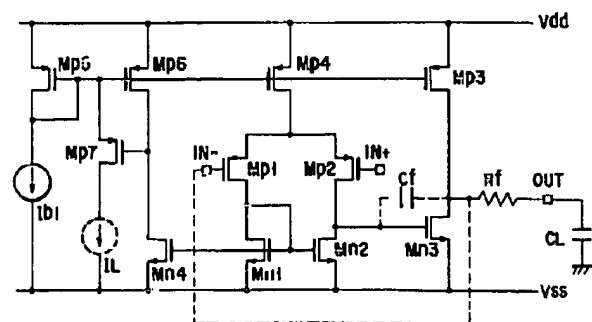 Vdd
Mp5
Mp6
Mp4
Mp3
Mp7
IN-
Mp1
Mp2
IN+
Cf
Rf
OUT
Ib1
IL
Mn4
Mn1
Mn2
Mn3
CL
Vss